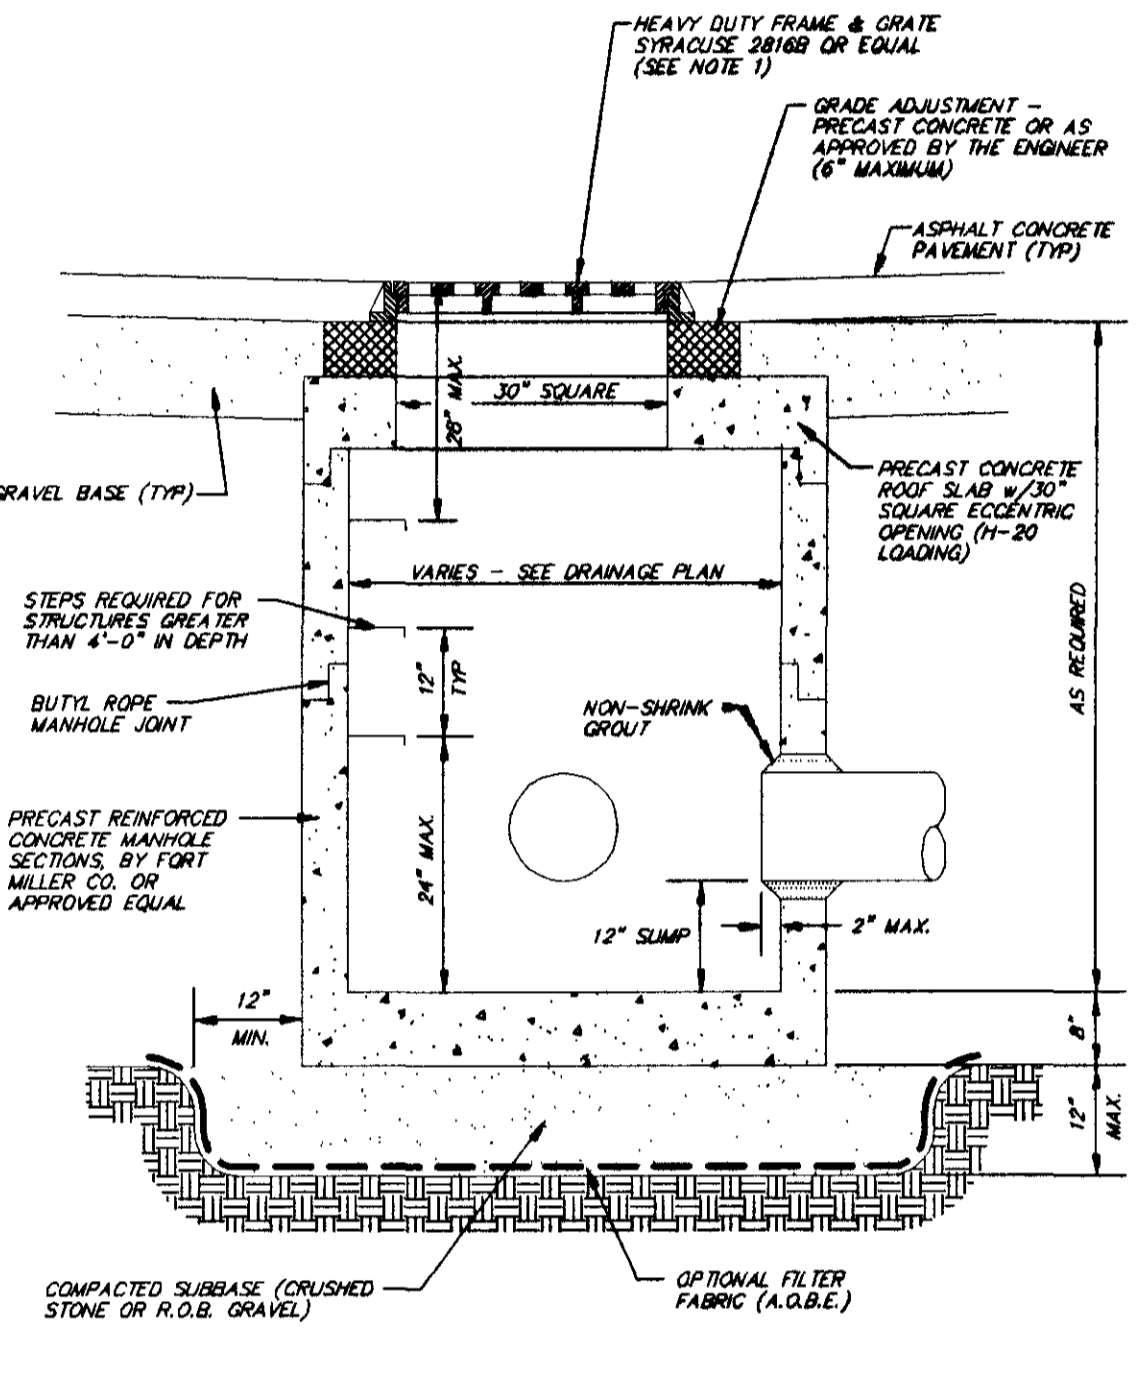 HEAVY DUTY FRAME & GRATE
SYRACUSE 2816B OR EQUAL
(SEE NOTE 1)
GRADE ADJUSTMENT -
PRECAST CONCRETE OR AS
APPROVED BY THE ENGINEER
(6" MAXIMUM)
ASPHALT CONCRETE
PAVEMENT (TYP)
28" MAX.
30" SQUARE
GRAVEL BASE (TYP)
PRECAST CONCRETE
ROOF SLAB w/30"
SQUARE ECCENTRIC
OPENING (H-20
LOADING)
VARIES - SEE DRAINAGE PLAN
STEPS REQUIRED FOR
STRUCTURES GREATER
THAN 4'-0" IN DEPTH
12"
TYP
AS REQUIRED
BUTYL ROPE
MANHOLE JOINT
NON-SHRINK
GROUT
PRECAST REINFORCED
CONCRETE MANHOLE
SECTIONS, BY FORT
MILLER CO. OR
APPROVED EQUAL
24" MAX.
12" SUMP
2" MAX.
12"
MIN.
8"
12"
MAX.
COMPACTED SUBBASE (CRUSHED
STONE OR R.O.B. GRAVEL)
OPTIONAL FILTER
FABRIC (A.O.B.E.)